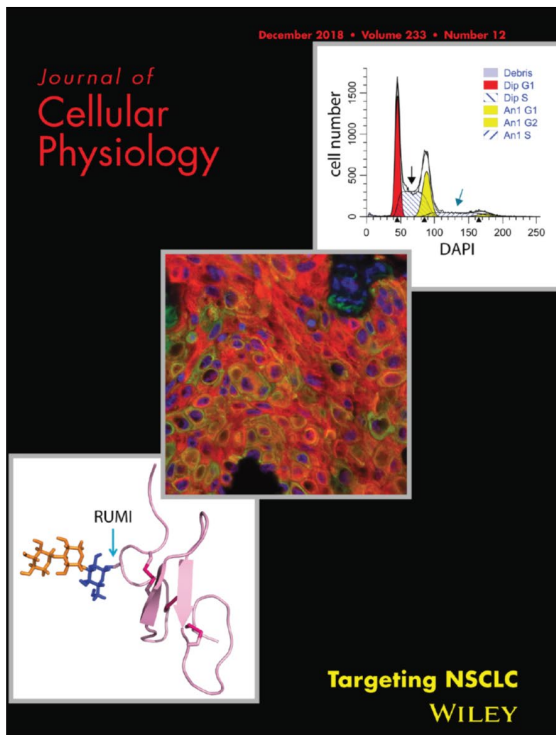 December 2018 • Volume 233 • Number 12
Journal of
Cellular
Physiology
Debris
Dip G1
Dip S
An1 G1
An1 G2
An1 S
cell number
1500
1000
500
0
0 50 100 150 200 250
DAPI
RUMI
Targeting NSCLC
WILEY